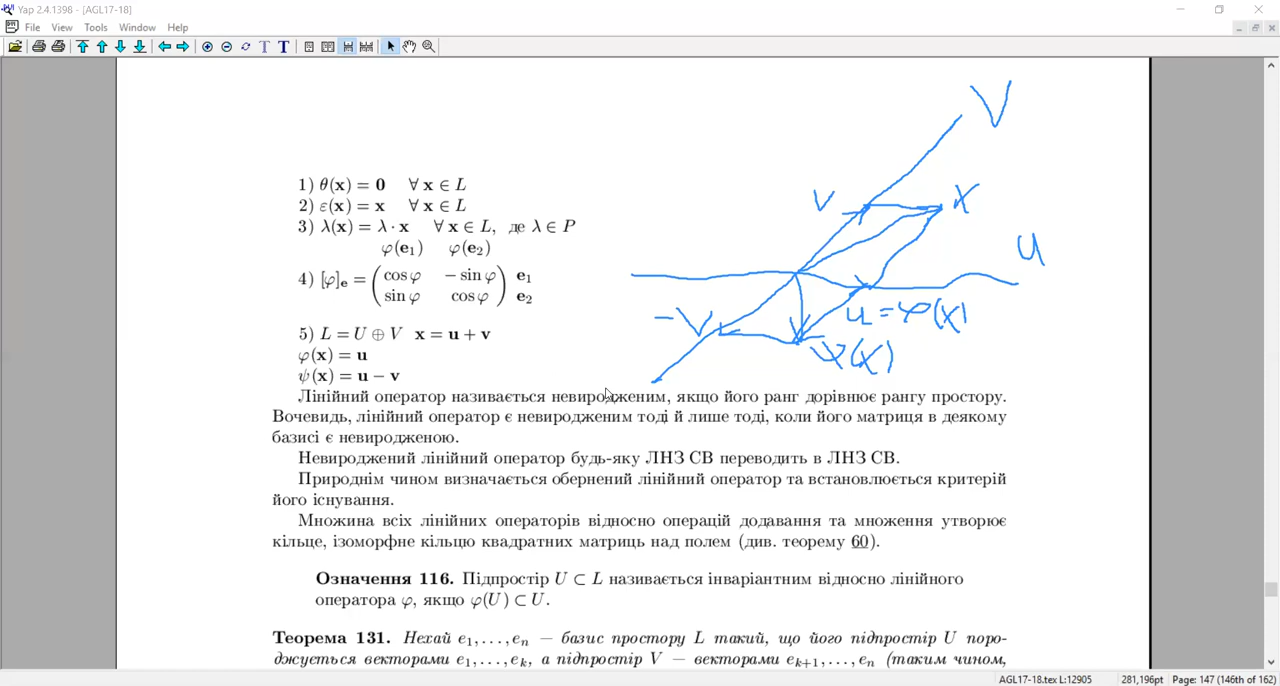 Yap 2.4.1398 - [AGL17-18]
File View Tools Window Help
1) θ(x) = 0 ∀ x ∈ L
2) ε(x) = x ∀ x ∈ L
3) λ(x) = λ · x ∀ x ∈ L, де λ ∈ P
φ(e₁) φ(e₂)
4) [φ]ₑ = ( cos φ − sin φ ) e₁
sin φ cos φ e₂
5) L = U ⊕ V x = u + v
φ(x) = u
ψ(x) = u − v
V
v
x
U
u = φ(x)
−v
ψ(x)
Лінійний оператор називається невиродженим, якщо його ранг дорівнює рангу простору.
Вочевидь, лінійний оператор є невиродженим тоді й лише тоді, коли його матриця в деякому
базисі є невиродженою.
Невироджений лінійний оператор будь-яку ЛНЗ СВ переводить в ЛНЗ СВ.
Природнім чином визначається обернений лінійний оператор та встановлюється критерій
його існування.
Множина всіх лінійних операторів відносно операцій додавання та множення утворює
кільце, ізоморфне кільцю квадратних матриць над полем (див. теорему 60).
Означення 116. Підпростір U ⊂ L називається інваріантним відносно лінійного
оператора φ, якщо φ(U) ⊂ U.
Теорема 131. Нехай e₁, . . . , eₙ — базис простору L такий, що його підпростір U поро-
джується векторами e₁, . . . , eₖ, а підпростір V — векторами eₖ₊₁, . . . , eₙ (таким чином,
AGL17-18.tex L:12905 281,196pt Page: 147 (146th of 162)